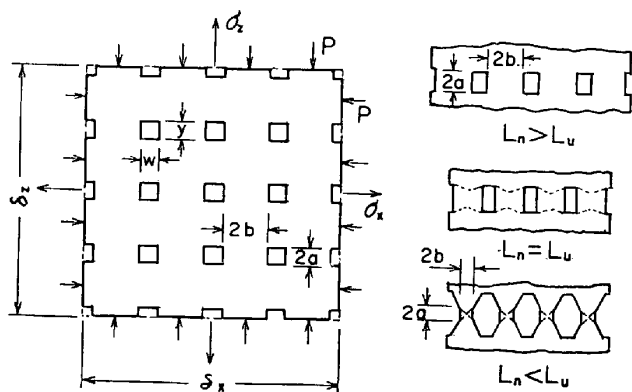 σz
P
P
y
w
2b
2a
σx
δz
δx
2b
2a
Ln > Lu
Ln = Lu
2b
2a
Ln < Lu